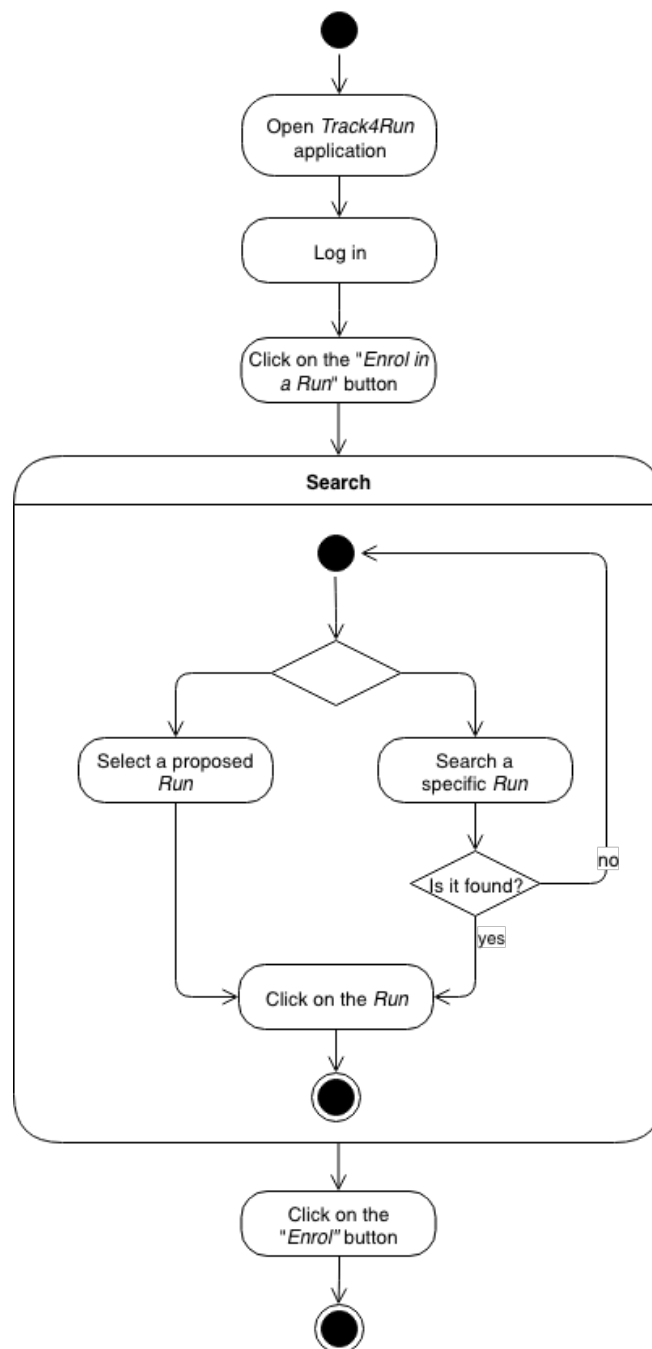 Open Track4Run
application
Log in
Click on the "Enrol in
a Run" button
Search
Select a proposed
Run
Search a
specific Run
no
Is it found?
yes
Click on the Run
Click on the
"Enrol” button